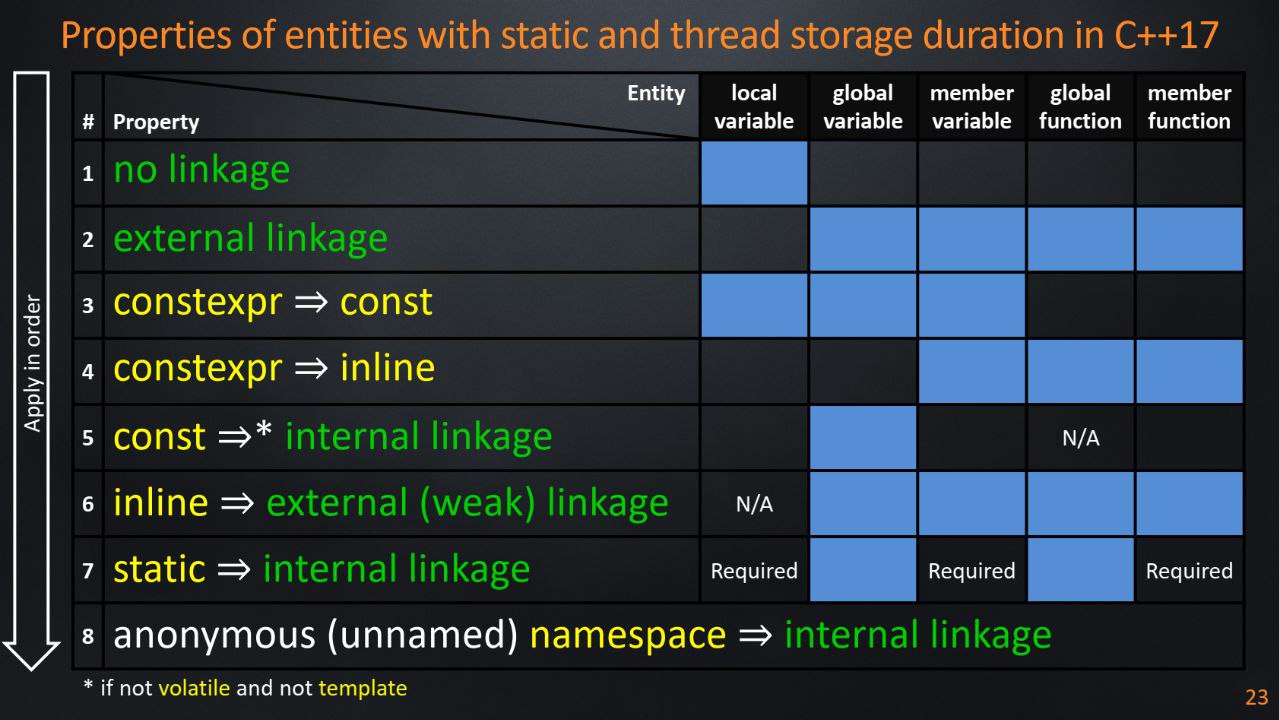 Properties of entities with static and thread storage duration in C++17
Apply in order
# Property Entity local variable global variable member variable global function member function
1 no linkage
2 external linkage
3 constexpr ⇒ const
4 constexpr ⇒ inline
5 const ⇒* internal linkage N/A
6 inline ⇒ external (weak) linkage N/A
7 static ⇒ internal linkage Required Required Required
8 anonymous (unnamed) namespace ⇒ internal linkage
* if not volatile and not template
23